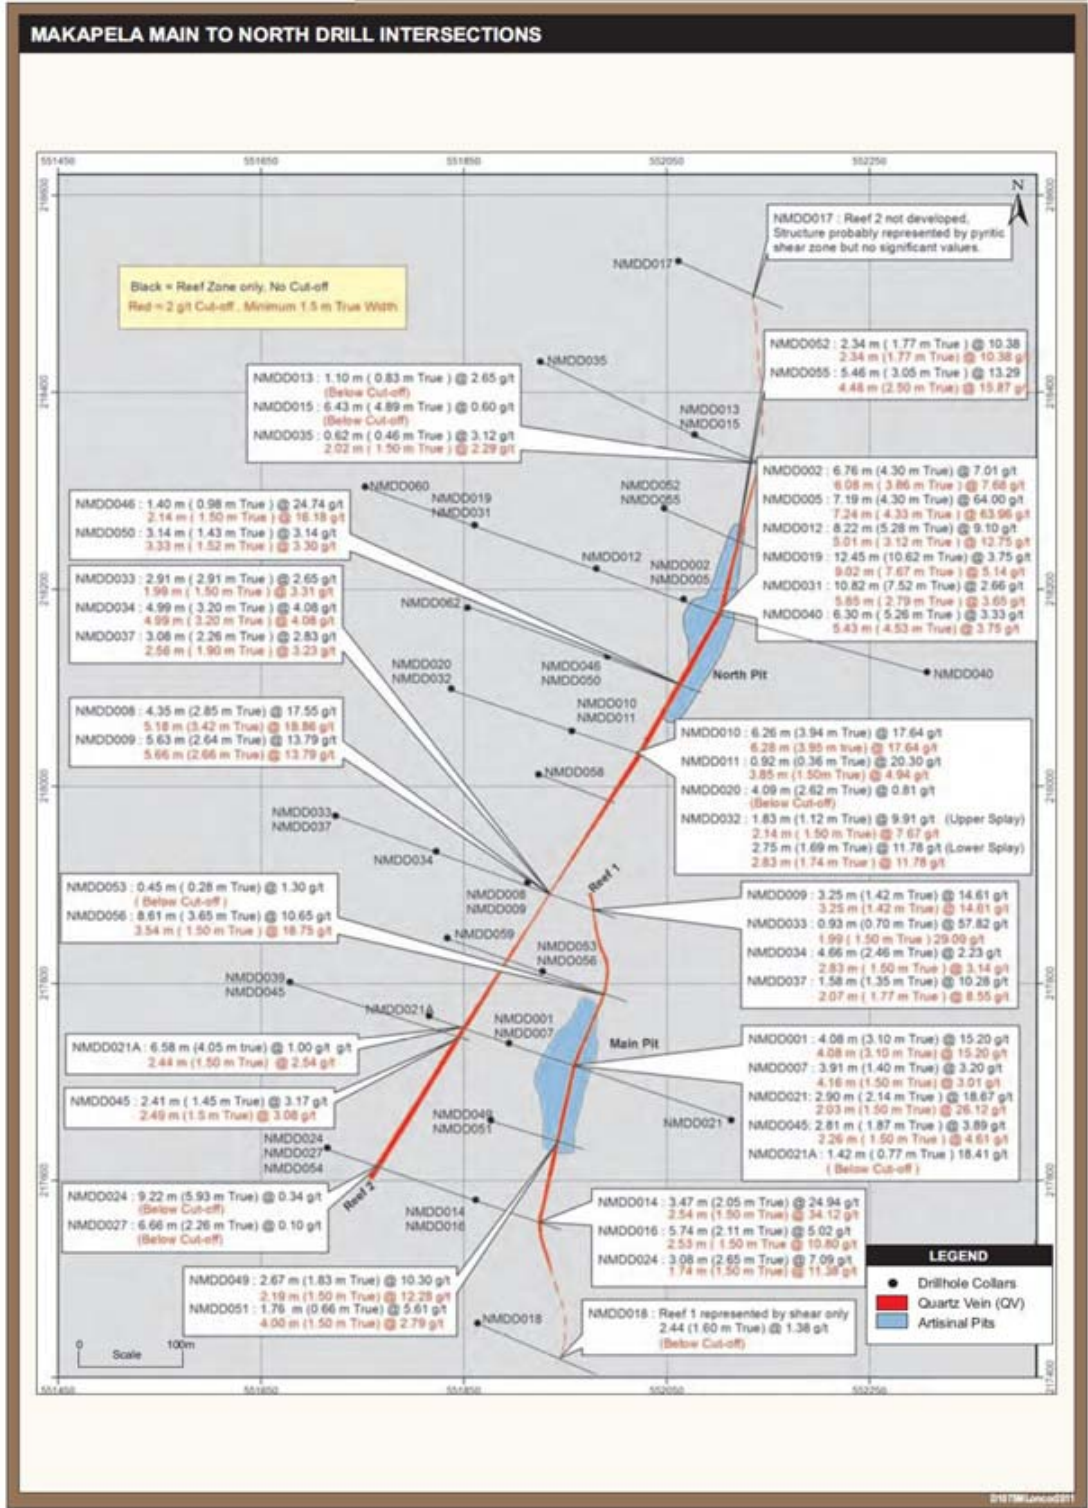 MAKAPELA MAIN TO NORTH DRILL INTERSECTIONS
551450 551650 551850 552050 552250
218600
218600
N
NMDD017 : Reef 2 not developed,
Structure probably represented by pyritic
shear zone but no significant values.
NMDD017
Black = Reef Zone only, No Cut-off
Red = 2 g/t Cut-off , Minimum 1.5 m True Width
NMDD052 : 2.34 m ( 1.77 m True ) @ 10.38
2.34 m (1.77 m True) @ 10.38 g/t
NMDD055 : 5.46 m ( 3.05 m True ) @ 13.29
4.48 m (2.50 m True) @ 15.87 g/t
NMDD035
NMDD013 : 1.10 m ( 0.83 m True ) @ 2.65 g/t
(Below Cut-off)
NMDD015 : 6.43 m ( 4.89 m True ) @ 0.60 g/t
(Below Cut-off)
NMDD035 : 0.62 m ( 0.46 m True ) @ 3.12 g/t
2.02 m ( 1.50 m True ) @ 2.29 g/t
218400
218400
NMDD013
NMDD015
NMDD002 : 6.76 m (4.30 m True) @ 7.01 g/t
6.08 m ( 3.86 m True ) @ 7.68 g/t
NMDD005 : 7.19 m (4.30 m True) @ 64.00 g/t
7.24 m ( 4.33 m True ) @ 63.96 g/t
NMDD012 : 8.22 m (5.28 m True) @ 9.10 g/t
5.01 m ( 3.12 m True ) @ 12.75 g/t
NMDD019 : 12.45 m (10.62 m True) @ 3.75 g/t
9.02 m ( 7.67 m True ) @ 5.14 g/t
NMDD031 : 10.82 m (7.52 m True) @ 2.66 g/t
5.85 m ( 2.79 m True ) @ 3.65 g/t
NMDD040 : 6.30 m ( 5.26 m True) @ 3.33 g/t
5.43 m ( 4.53 m True) @ 3.75 g/t
NMDD060
NMDD019
NMDD031
NMDD052
NMDD055
NMDD046 : 1.40 m ( 0.98 m True ) @ 24.74 g/t
2.14 m ( 1.50 m True ) @ 16.18 g/t
NMDD050 : 3.14 m ( 1.43 m True ) @ 3.14 g/t
3.33 m ( 1.52 m True ) @ 3.30 g/t
NMDD012
NMDD002
NMDD005
218200
218200
NMDD033 : 2.91 m ( 2.91 m True ) @ 2.65 g/t
1.99 m ( 1.50 m True ) @ 3.31 g/t
NMDD034 : 4.99 m ( 3.20 m True ) @ 4.08 g/t
4.99 m ( 3.20 m True ) @ 4.08 g/t
NMDD037 : 3.08 m ( 2.26 m True ) @ 2.83 g/t
2.56 m ( 1.90 m True ) @ 3.23 g/t
NMDD062
NMDD020
NMDD032
NMDD046
NMDD050
North Pit
NMDD040
NMDD008 : 4.35 m (2.85 m True) @ 17.55 g/t
5.18 m (3.42 m True) @ 18.86 g/t
NMDD009 : 5.63 m (2.64 m True) @ 13.79 g/t
5.66 m (2.66 m True) @ 13.79 g/t
NMDD010
NMDD011
NMDD010 : 6.26 m (3.94 m True) @ 17.64 g/t
6.28 m (3.95 m true) @ 17.64 g/t
NMDD011 : 0.92 m (0.36 m True) @ 20.30 g/t
3.85 m (1.50m True) @ 4.94 g/t
NMDD020 : 4.09 m (2.62 m True) @ 0.81 g/t
(Below Cut-off)
NMDD032 : 1.83 m (1.12 m True) @ 9.91 g/t (Upper Splay)
2.14 m ( 1.50 m True) @ 7.67 g/t
2.75 m (1.69 m True) @ 11.78 g/t (Lower Splay)
2.83 m (1.74 m True ) @ 11.78 g/t
NMDD058
218000
218000
NMDD033
NMDD037
NMDD034
NMDD008
NMDD009
Reef 1
NMDD053 : 0.45 m ( 0.28 m True) @ 1.30 g/t
( Below Cut-off )
NMDD056 : 8.61 m ( 3.65 m True) @ 10.65 g/t
3.54 m ( 1.50 m True ) @ 18.75 g/t
NMDD009 : 3.25 m (1.42 m True) @ 14.61 g/t
3.25 m (1.42 m True) @ 14.61 g/t
NMDD033 : 0.93 m (0.70 m True) @ 57.82 g/t
1.99 ( 1.50 m True ) 29.09 g/t
NMDD034 : 4.66 m (2.46 m True) @ 2.23 g/t
2.83 m ( 1.50 m True ) @ 3.14 g/t
NMDD037 : 1.58 m (1.35 m True) @ 10.28 g/t
2.07 m ( 1.77 m True ) @ 8.55 g/t
NMDD059
NMDD053
NMDD056
217800
217800
NMDD039
NMDD045
NMDD021A
NMDD001
NMDD007
Main Pit
NMDD021A : 6.58 m (4.05 m true) @ 1.00 g/t g/t
2.44 m (1.50 m True) @ 2.54 g/t
NMDD001 : 4.08 m (3.10 m True) @ 15.20 g/t
4.08 m (3.10 m True) @ 15.20 g/t
NMDD007 : 3.91 m (1.40 m True) @ 3.20 g/t
4.16 m (1.50 m True) @ 3.01 g/t
NMDD021: 2.90 m ( 2.14 m True) @ 18.67 g/t
2.03 m (1.50 m True) @ 26.12 g/t
NMDD045: 2.81 m ( 1.87 m True) @ 3.89 g/t
2.26 m ( 1.50 m True ) @ 4.61 g/t
NMDD021A : 1.42 m ( 0.77 m True ) 18.41 g/t
( Below Cut-off )
NMDD045 : 2.41 m ( 1.45 m True) @ 3.17 g/t
2.49 m (1.5 m True) @ 3.08 g/t
NMDD049
NMDD051
NMDD021
NMDD024
NMDD027
NMDD054
217600
217600
Reef 2
NMDD024 : 9.22 m (5.93 m True) @ 0.34 g/t
(Below Cut-off)
NMDD027 : 6.66 m (2.26 m True) @ 0.10 g/t
(Below Cut-off)
NMDD014
NMDD016
NMDD014 : 3.47 m (2.05 m True) @ 24.94 g/t
2.54 (1.50 m True) @ 34.12 g/t
NMDD016 : 5.74 m (2.11 m True) @ 5.02 g/t
2.53 m ( 1.50 m True @ 10.80 g/t
NMDD024 : 3.08 m (2.65 m True) @ 7.09 g/t
1.74 m (1.50 m True) @ 11.38 g/t
NMDD049 : 2.67 m (1.83 m True) @ 10.30 g/t
2.19 m (1.50 m True) @ 12.28 g/t
NMDD051 : 1.76 m (0.66 m True) @ 5.61 g/t
4.00 m (1.50 m True) @ 2.79 g/t
NMDD018
NMDD018 : Reef 1 represented by shear only
2.44 (1.60 m True) @ 1.38 g/t
(Below Cut-off)
LEGEND
Drillhole Collars
Quartz Vein (QV)
Artisinal Pits
0 100m
Scale
217400
551450 551650 551850 552050 552250